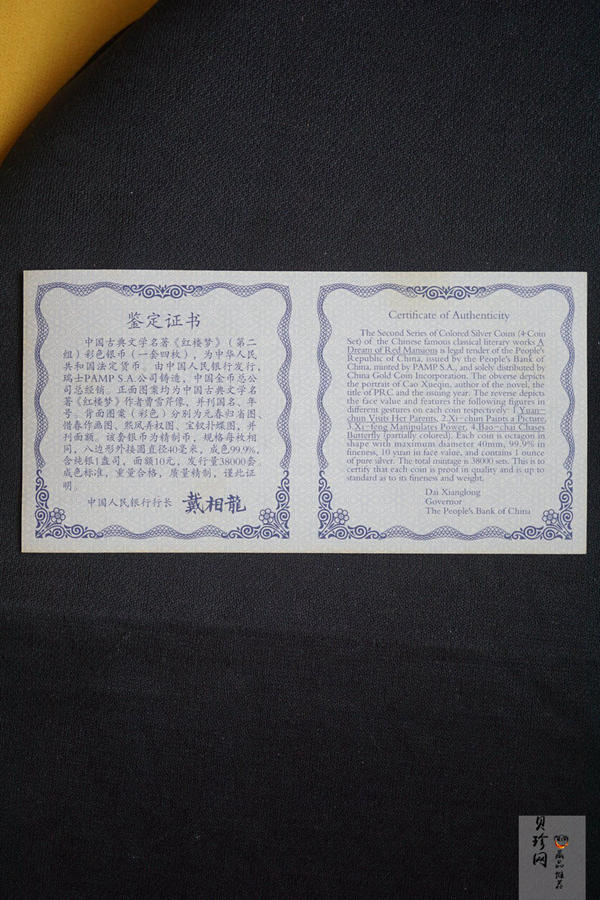 鉴定证书
中国古典文学名著《红楼梦》（第二
组）彩色银币（一套四枚），为中华人民
共和国法定货币。由中国人民银行发行，
瑞士PAMP S.A.公司铸造，中国金币总公
司总经销。正面图案均为中国古典文学名
著《红楼梦》作者曹雪芹像，并刊国名、年
号。背面图案（彩色）分别为元春归省图、
惜春作画图、熙凤弄权图、宝钗扑蝶图，并
刊面额。该套银币为精制币，规格每枚相
同，八边形外接圆直径40毫米，成色99.9%，
含纯银1盎司，面额10元，发行量38000套。
成色标准，重量合格，质量精制，谨此证
明。
中国人民银行行长 戴相龍
Certificate of Authenticity
The Second Series of Colored Silver Coins (4-Coin
Set) of the Chinese famous classical literary works A
Dream of Red Mansions is legal tender of the People's
Republic of China, issued by the People's Bank of
China, minted by PAMP S.A., and solely distributed by
China Gold Coin Incorporation. The obverse depicts
the portrait of Cao Xueqin, author of the novel, the
title of PRC and the issuing year. The reverse depicts
the face value and features the following figures in
different gestures on each coin respectively: 1.Yuan-
chun Visits Her Parents, 2.Xi-chun Paints a Picture,
3.Xi-feng Manipulates Power, 4.Bao-chai Chases
Butterfly (partially colored). Each coin is octagon in
shape with maximum diameter 40mm, 99.9% in
fineness, 10 yuan in face value, and contains 1 ounce
of pure silver. The total mintage is 38000 sets. This is to
certify that each coin is proof in quality and is up to
standard as to its fineness and weight.
Dai Xianglong
Governor
The People's Bank of China
贝珍网
藏品推荐